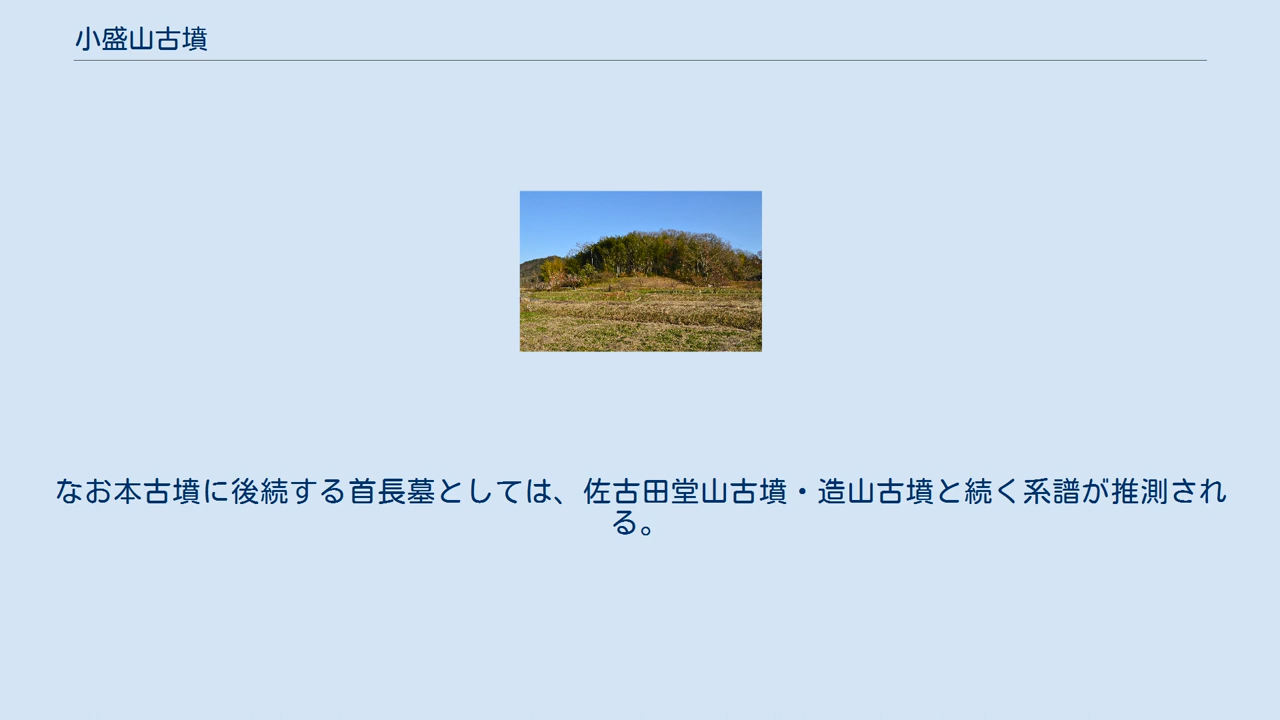 小盛山古墳
なお本古墳に後続する首長墓としては、佐古田堂山古墳・造山古墳と続く系譜が推測され
る。